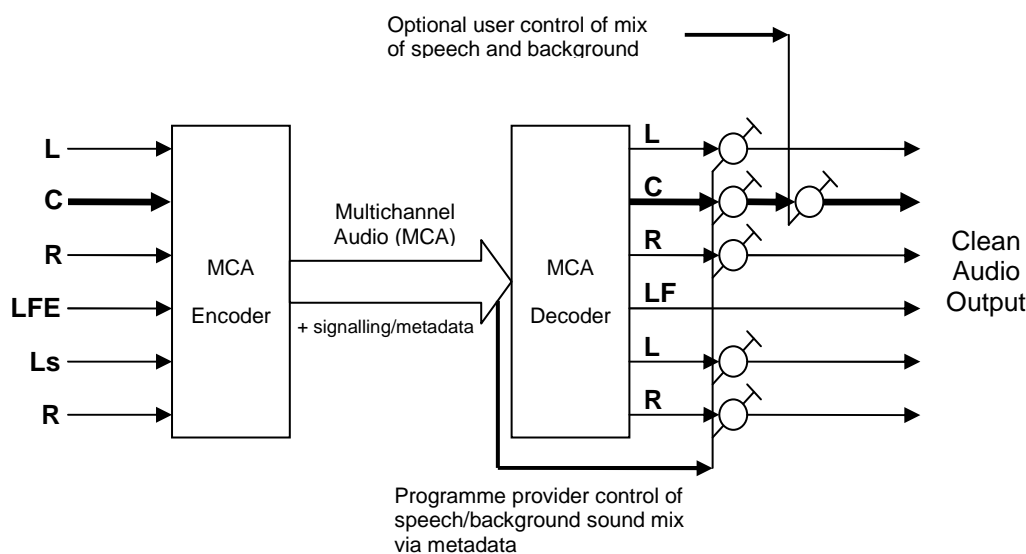 Optional user control of mix
of speech and background
L
C
R
LFE
Ls
R
MCA
Encoder
Multichannel
Audio (MCA)
+ signalling/metadata
MCA
Decoder
L
C
R
LF
L
R
Clean
Audio
Output
Programme provider control of
speech/background sound mix
via metadata